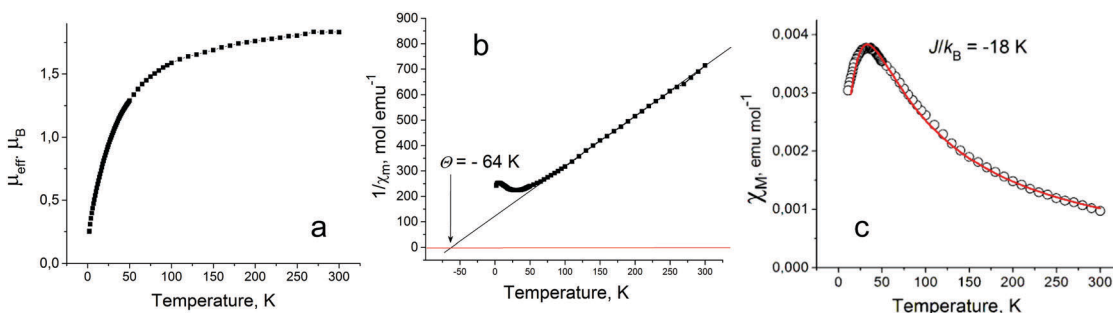 a
μeff, μB
2,0
1,5
1,0
0,5
0,0
0 50 100 150 200 250 300
Temperature, K
b
1/χm, mol emu-1
900
800
700
600
500
400
300
200
100
0
Θ = - 64 K
-50 0 50 100 150 200 250 300
Temperature, K
c
χM, emu mol-1
0,004
0,003
0,002
0,001
0,000
J/kB = -18 K
0 50 100 150 200 250 300
Temperature, K